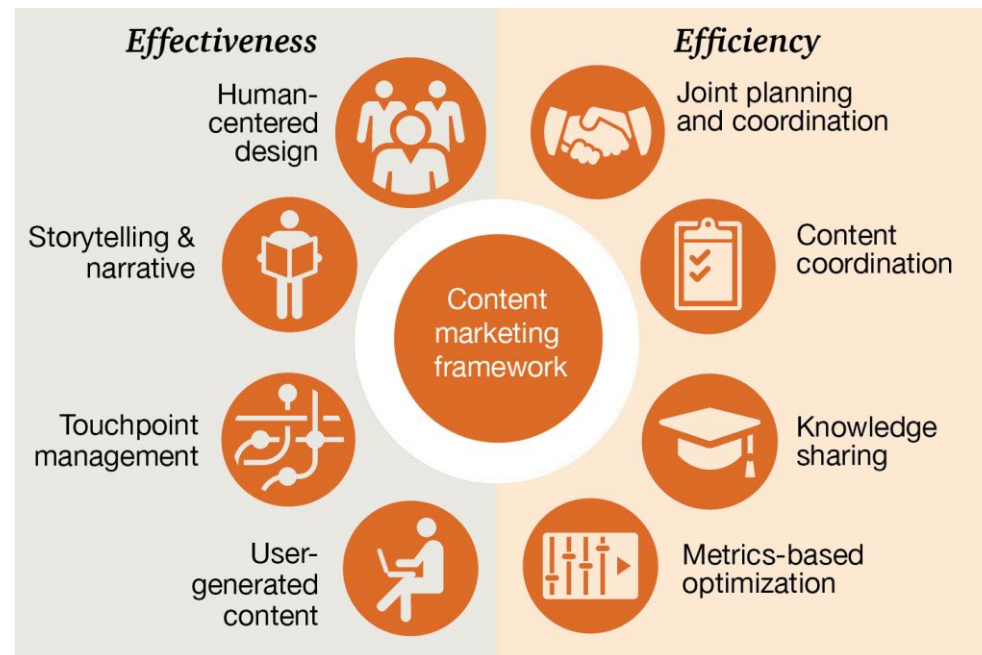 Effectiveness
Human-
centered
design
Storytelling &
narrative
Touchpoint
management
User-
generated
content
Content
marketing
framework
Efficiency
Joint planning
and coordination
Content
coordination
Knowledge
sharing
Metrics-based
optimization